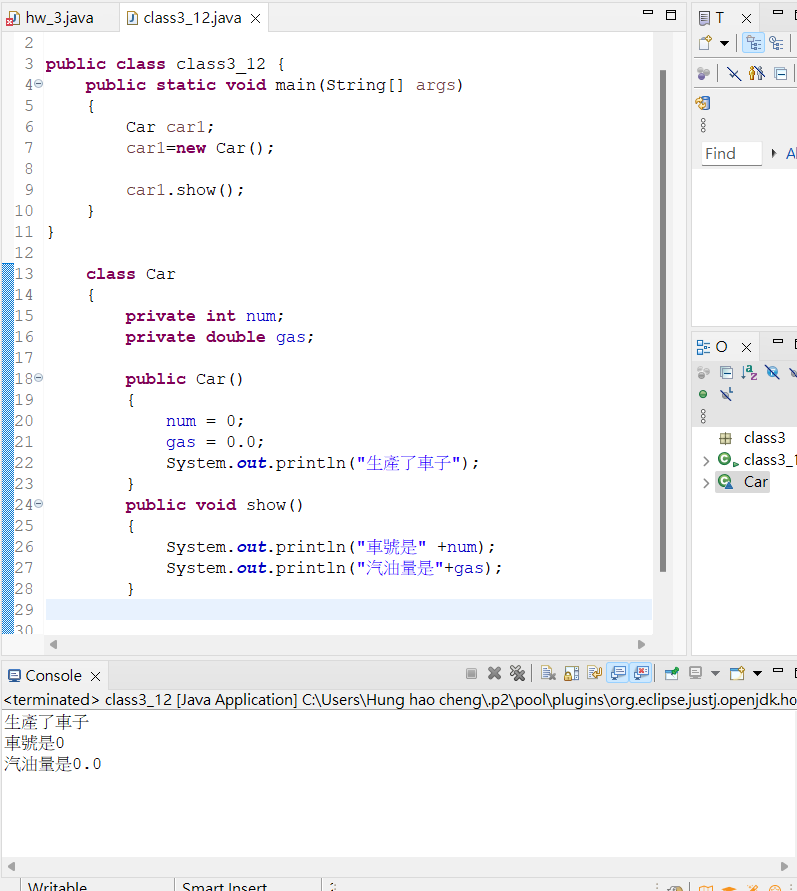 hw_3.java
class3_12.java
T
2
3 public class class3_12 {
4 public static void main(String[] args)
5 {
6 Car car1;
7 car1=new Car();
8
9 car1.show();
10 }
11 }
12
13 class Car
14 {
15 private int num;
16 private double gas;
17
18 public Car()
19 {
20 num = 0;
21 gas = 0.0;
22 System.out.println("生產了車子");
23 }
24 public void show()
25 {
26 System.out.println("車號是" +num);
27 System.out.println("汽油量是"+gas);
28 }
29
30
Find
O
class3
class3_1
Car
Console
<terminated> class3_12 [Java Application] C:\Users\Hung hao cheng\.p2\pool\plugins\org.eclipse.justj.openjdk.ho
生產了車子
車號是0
汽油量是0.0
Writable
Smart Insert